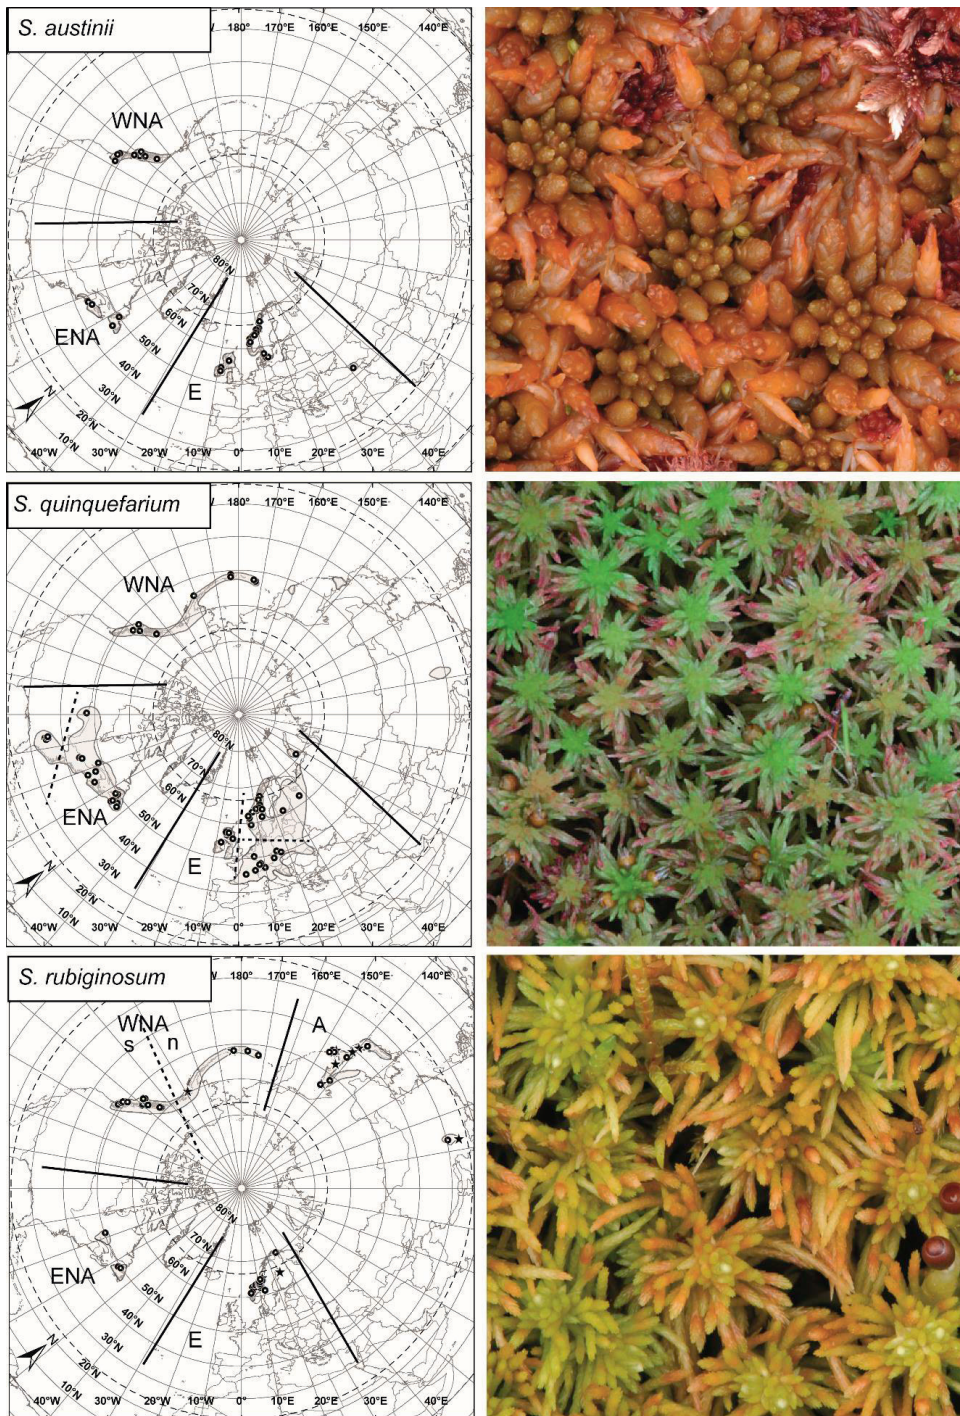 S. austinii
180°E 170°E 160°E
150°E
140°E
WNA
80°N
70°N
60°N
50°N
ENA
40°N
30°N
E
20°N
10°N
N
40°W 30°W 20°W 10°W 0°E 10°E 20°E 30°E 40°E
S. quinquefarium
180°E 170°E 160°E
150°E
140°E
WNA
80°N
70°N
60°N
50°N
ENA
40°N
30°N
E
20°N
10°N
N
40°W 30°W 20°W 10°W 0°E 10°E 20°E 30°E 40°E
S. rubiginosum
W 180°E 170°E 160°E
150°E
140°E
WNA
s n
A
80°N
70°N
60°N
50°N
ENA
40°N
30°N
E
20°N
10°N
N
40°W 30°W 20°W 10°W 0°E 10°E 20°E 30°E 40°E